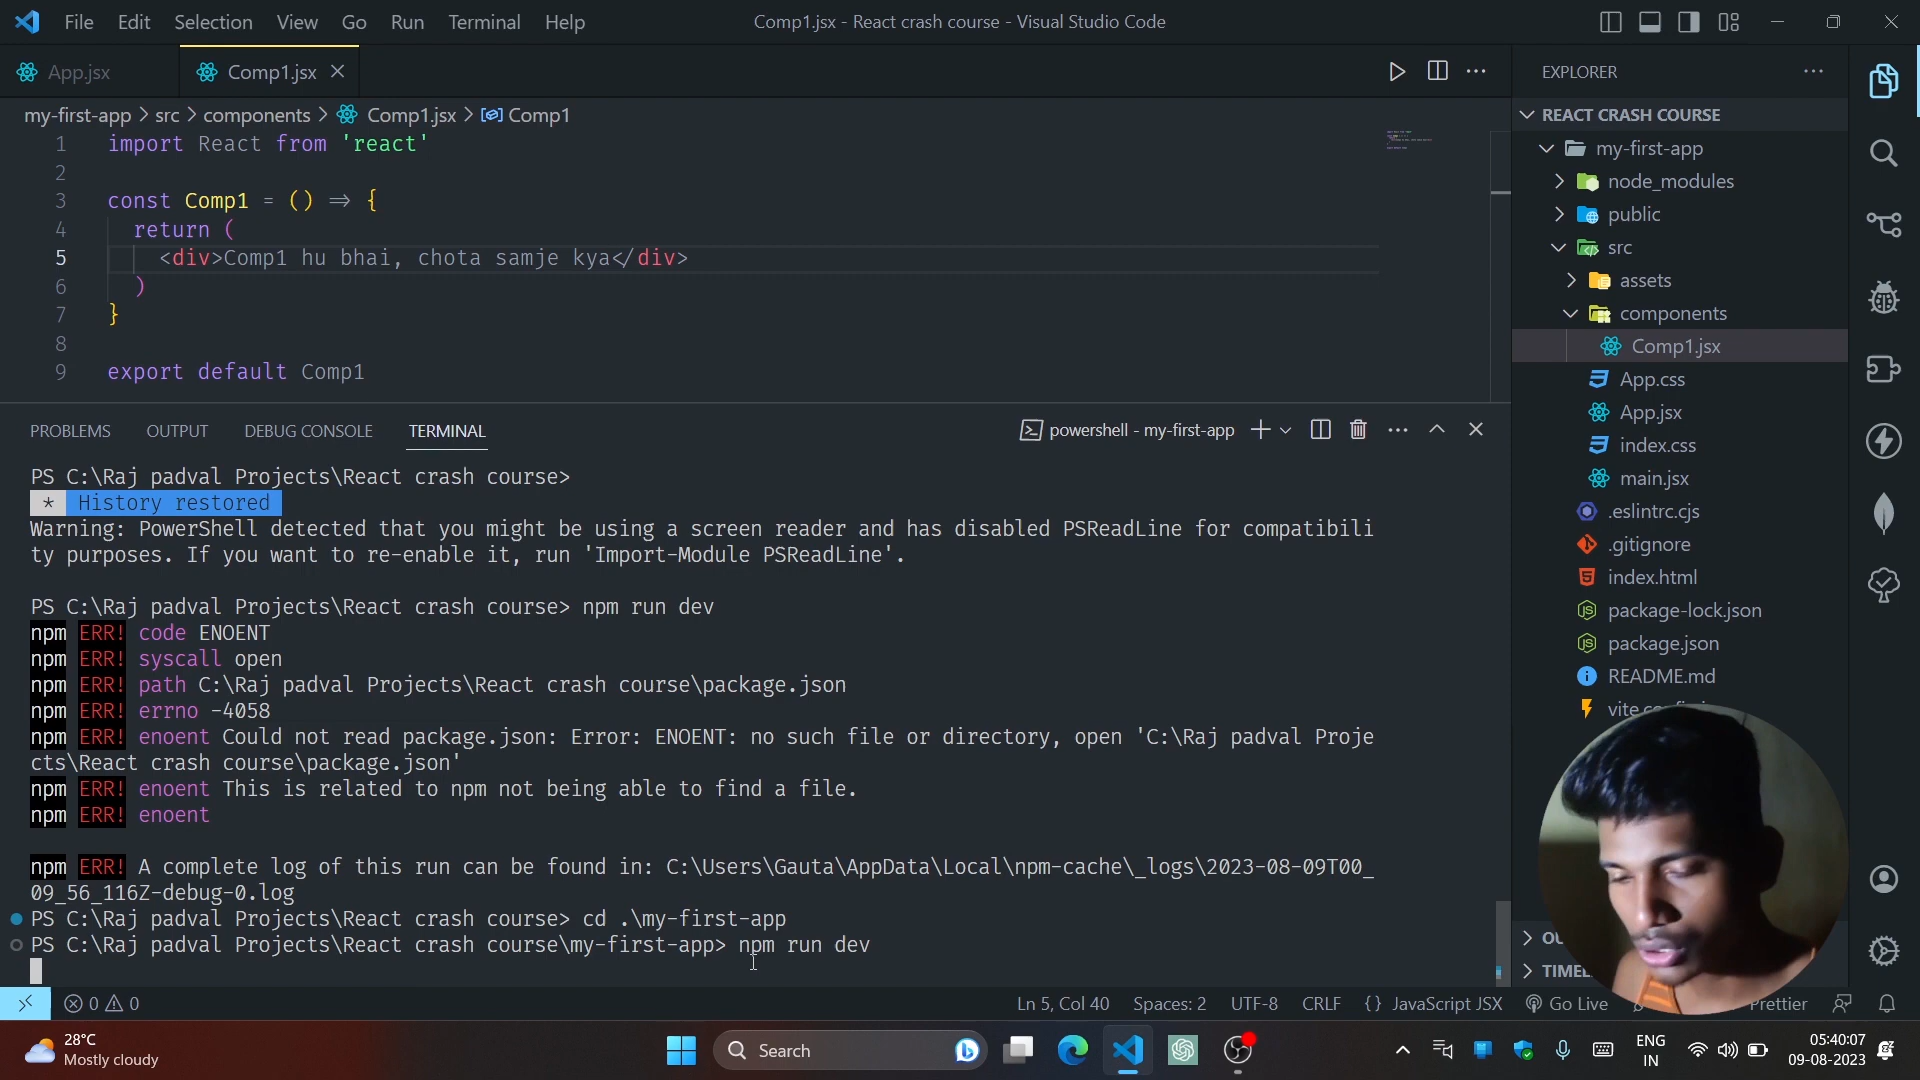 File Edit Selection View Go Run Terminal Help
Comp1.jsx - React crash course - Visual Studio Code
App.jsx
Comp1.jsx
my-first-app > src > components > Comp1.jsx > Comp1
1 import React from 'react'
2
3 const Comp1 = () => {
4 return (
5 <div>Comp1 hu bhai, chota samje kya</div>
6 )
7 }
8
9 export default Comp1
PROBLEMS OUTPUT DEBUG CONSOLE TERMINAL
powershell - my-first-app
PS C:\Raj padval Projects\React crash course>
* History restored
Warning: PowerShell detected that you might be using a screen reader and has disabled PSReadLine for compatibili
ty purposes. If you want to re-enable it, run 'Import-Module PSReadLine'.
PS C:\Raj padval Projects\React crash course> npm run dev
npm ERR! code ENOENT
npm ERR! syscall open
npm ERR! path C:\Raj padval Projects\React crash course\package.json
npm ERR! errno -4058
npm ERR! enoent Could not read package.json: Error: ENOENT: no such file or directory, open 'C:\Raj padval Proje
cts\React crash course\package.json'
npm ERR! enoent This is related to npm not being able to find a file.
npm ERR! enoent
npm ERR! A complete log of this run can be found in: C:\Users\Gauta\AppData\Local\npm-cache\_logs\2023-08-09T00_
09_56_116Z-debug-0.log
PS C:\Raj padval Projects\React crash course> cd .\my-first-app
PS C:\Raj padval Projects\React crash course\my-first-app> npm run dev
EXPLORER
REACT CRASH COURSE
my-first-app
node_modules
public
src
assets
components
Comp1.jsx
App.css
App.jsx
index.css
main.jsx
.eslintrc.cjs
.gitignore
index.html
package-lock.json
package.json
README.md
0 0
Ln 5, Col 40
Spaces: 2
UTF-8
CRLF
{} JavaScript JSX
Go Live
Prettier
28°C
Mostly cloudy
Search
ENG
IN
05:40:07
09-08-2023